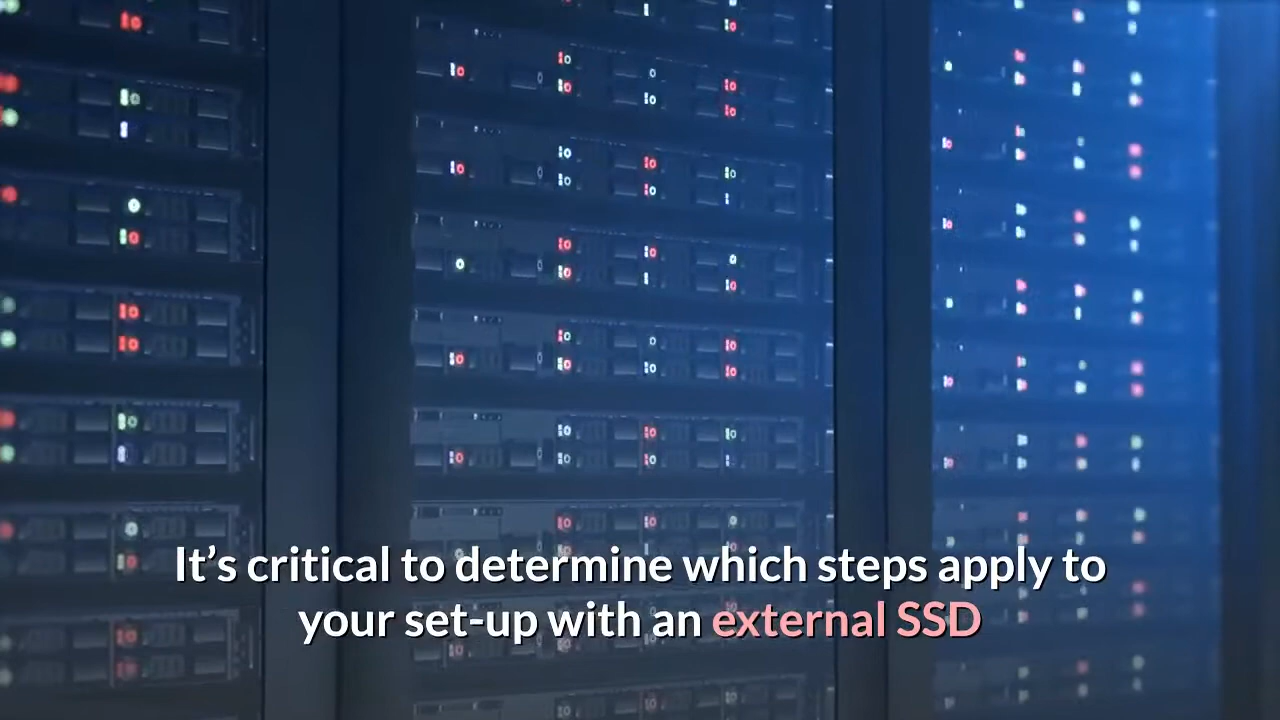 It’s critical to determine which steps apply to
your set-up with an external SSD